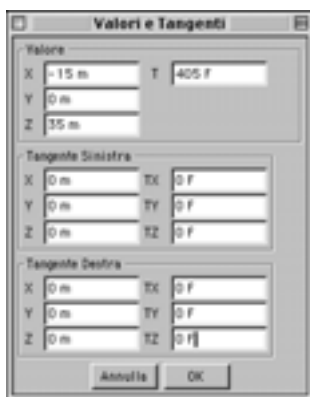 Valori e Tangenti
Valore
X -15 m T 405 F
Y 0 m
Z 35 m
Tangente Sinistra
X 0 m TX 0 F
Y 0 m TY 0 F
Z 0 m TZ 0 F
Tangente Destra
X 0 m TX 0 F
Y 0 m TY 0 F
Z 0 m TZ 0 F
Annulla OK